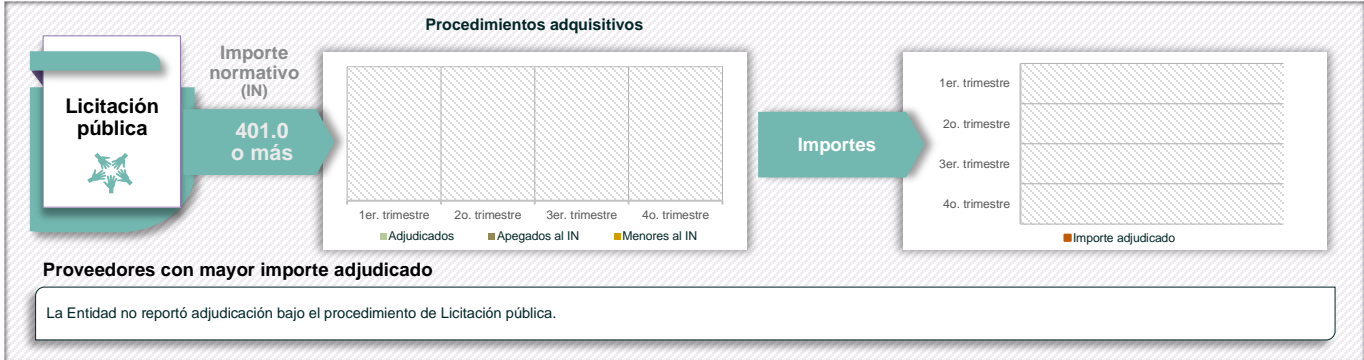 Procedimientos adquisitivos
Licitación
pública
Importe
normativo
(IN)
401.0
o más
1er. trimestre 2o. trimestre 3er. trimestre 4o. trimestre
Adjudicados Apegados al IN Menores al IN
Importes
1er. trimestre
2o. trimestre
3er. trimestre
4o. trimestre
Importe adjudicado
Proveedores con mayor importe adjudicado
La Entidad no reportó adjudicación bajo el procedimiento de Licitación pública.